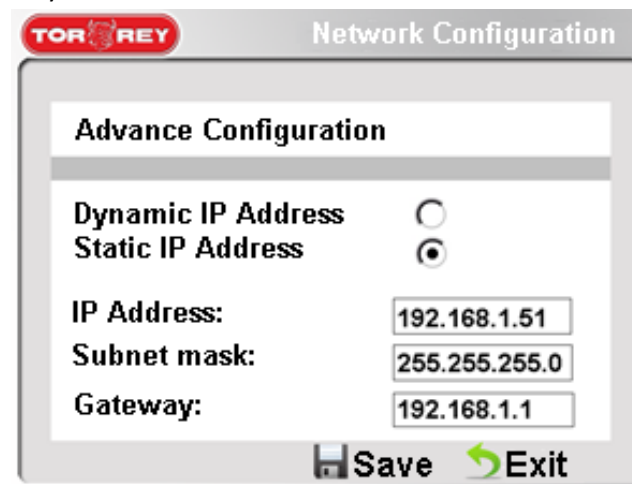 TORREY
Network Configuration
Advance Configuration
Dynamic IP Address
Static IP Address
IP Address: 192.168.1.51
Subnet mask: 255.255.255.0
Gateway: 192.168.1.1
Save Exit